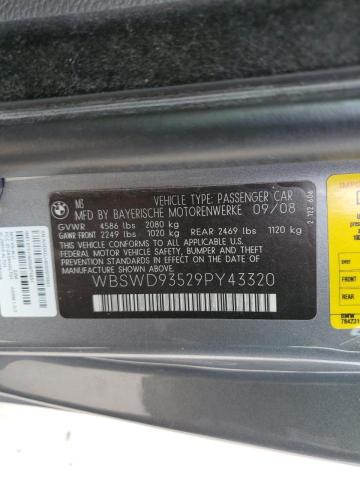 M3 VEHICLE TYPE: PASSENGER CAR
MFD BY BAYERISCHE MOTORENWERKE 09/08
GVWR 4586 lbs 2080 kg
GAWR FRONT 2249 lbs 1020 kg REAR 2469 lbs 1120 kg
THIS VEHICLE CONFORMS TO ALL APPLICABLE U.S.
FEDERAL MOTOR VEHICLE SAFETY, BUMPER AND THEFT
PREVENTION STANDARDS IN EFFECT ON THE DATE OF
MANUFACTURE SHOWN ABOVE.
WBSWD93529PY43320
BMW